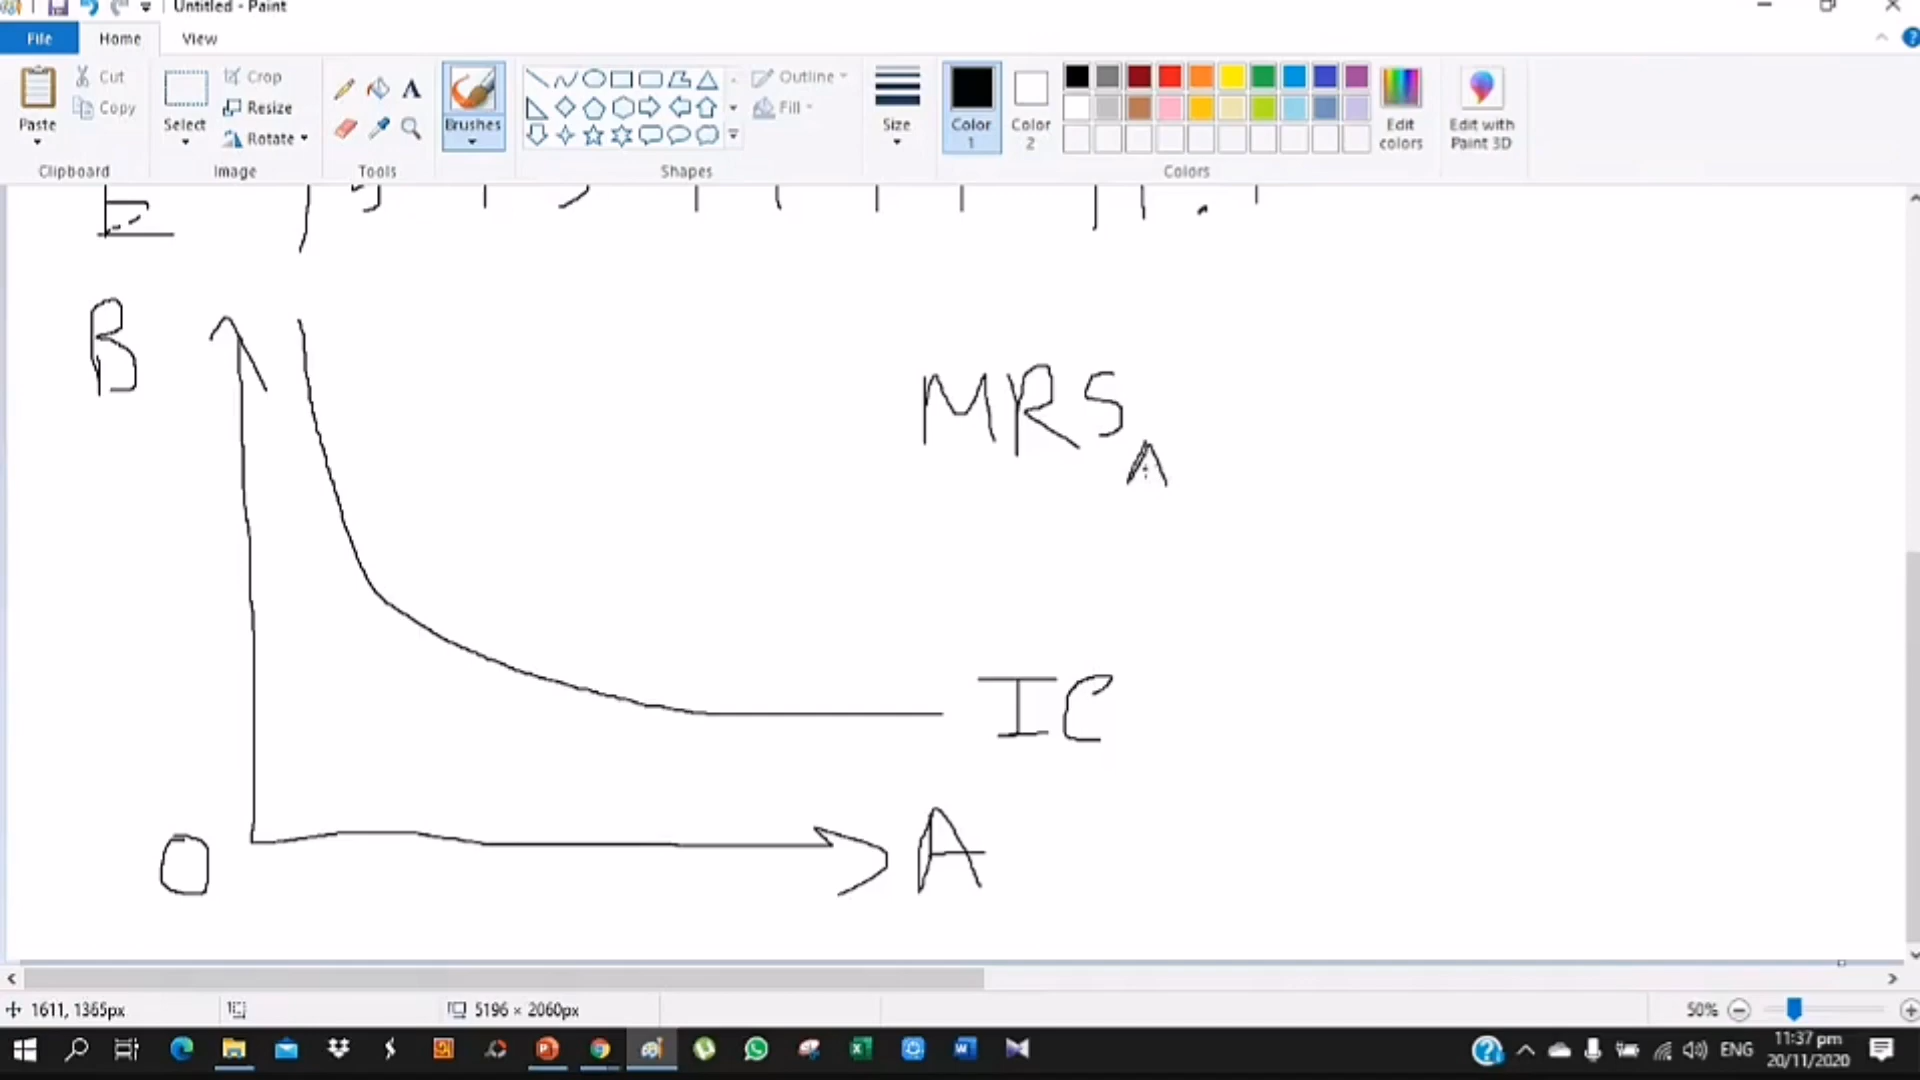 Untitled - Paint
File Home View
Paste Cut Copy Clipboard
Select Crop Resize Rotate Image
Tools
Brushes
Shapes
Outline Fill
Size
Color 1 Color 2
Edit colors
Colors
Edit with Paint 3D
B
MRS A
IC
O
A
1611, 1365px
5196 × 2060px
50%
ENG
11:37 pm
20/11/2020